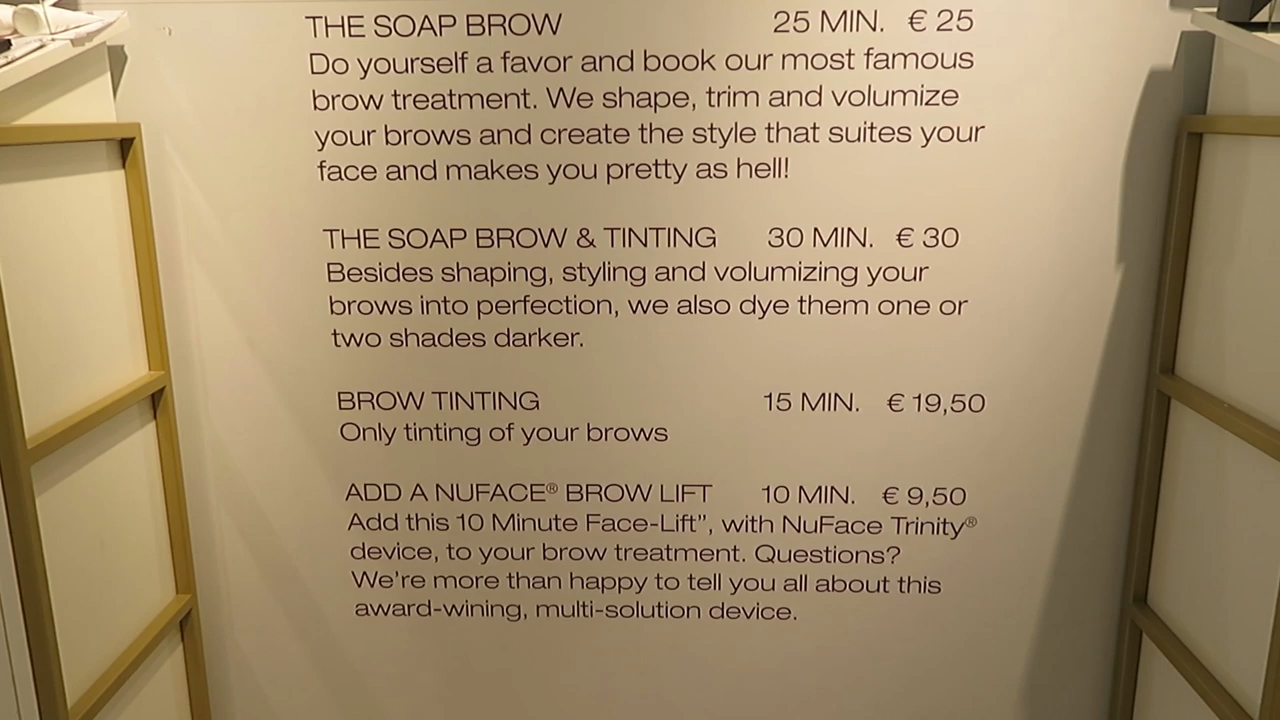 THE SOAP BROW 25 MIN. € 25
Do yourself a favor and book our most famous
brow treatment. We shape, trim and volumize
your brows and create the style that suites your
face and makes you pretty as hell!
THE SOAP BROW & TINTING 30 MIN. € 30
Besides shaping, styling and volumizing your
brows into perfection, we also dye them one or
two shades darker.
BROW TINTING 15 MIN. € 19,50
Only tinting of your brows
ADD A NUFACE® BROW LIFT 10 MIN. € 9,50
Add this 10 Minute Face-Lift”, with NuFace Trinity®
device, to your brow treatment. Questions?
We’re more than happy to tell you all about this
award-wining, multi-solution device.